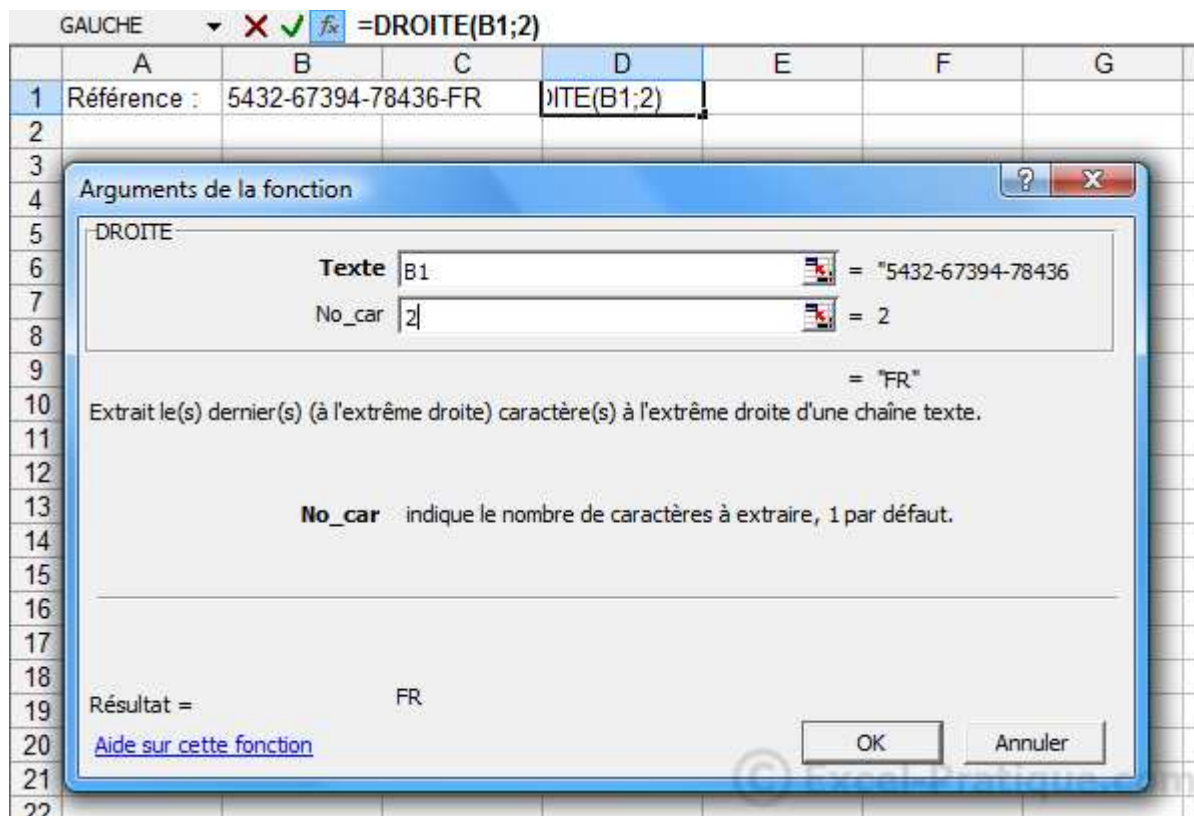 GAUCHE fx =DROITE(B1;2)
A B C D E F G
1 Référence : 5432-67394-78436-FR ITE(B1;2)
2
3
Arguments de la fonction ?
4
5 DROITE
6 Texte B1 = "5432-67394-78436
7 No_car 2 = 2
8
9 = "FR"
10 Extrait le(s) dernier(s) (à l'extrême droite) caractère(s) à l'extrême droite d'une chaîne texte.
11
12
13 No_car indique le nombre de caractères à extraire, 1 par défaut.
14
15
16
17
18
19 Résultat = FR
20 Aide sur cette fonction OK Annuler
21 © Excel-Pratique.com
22